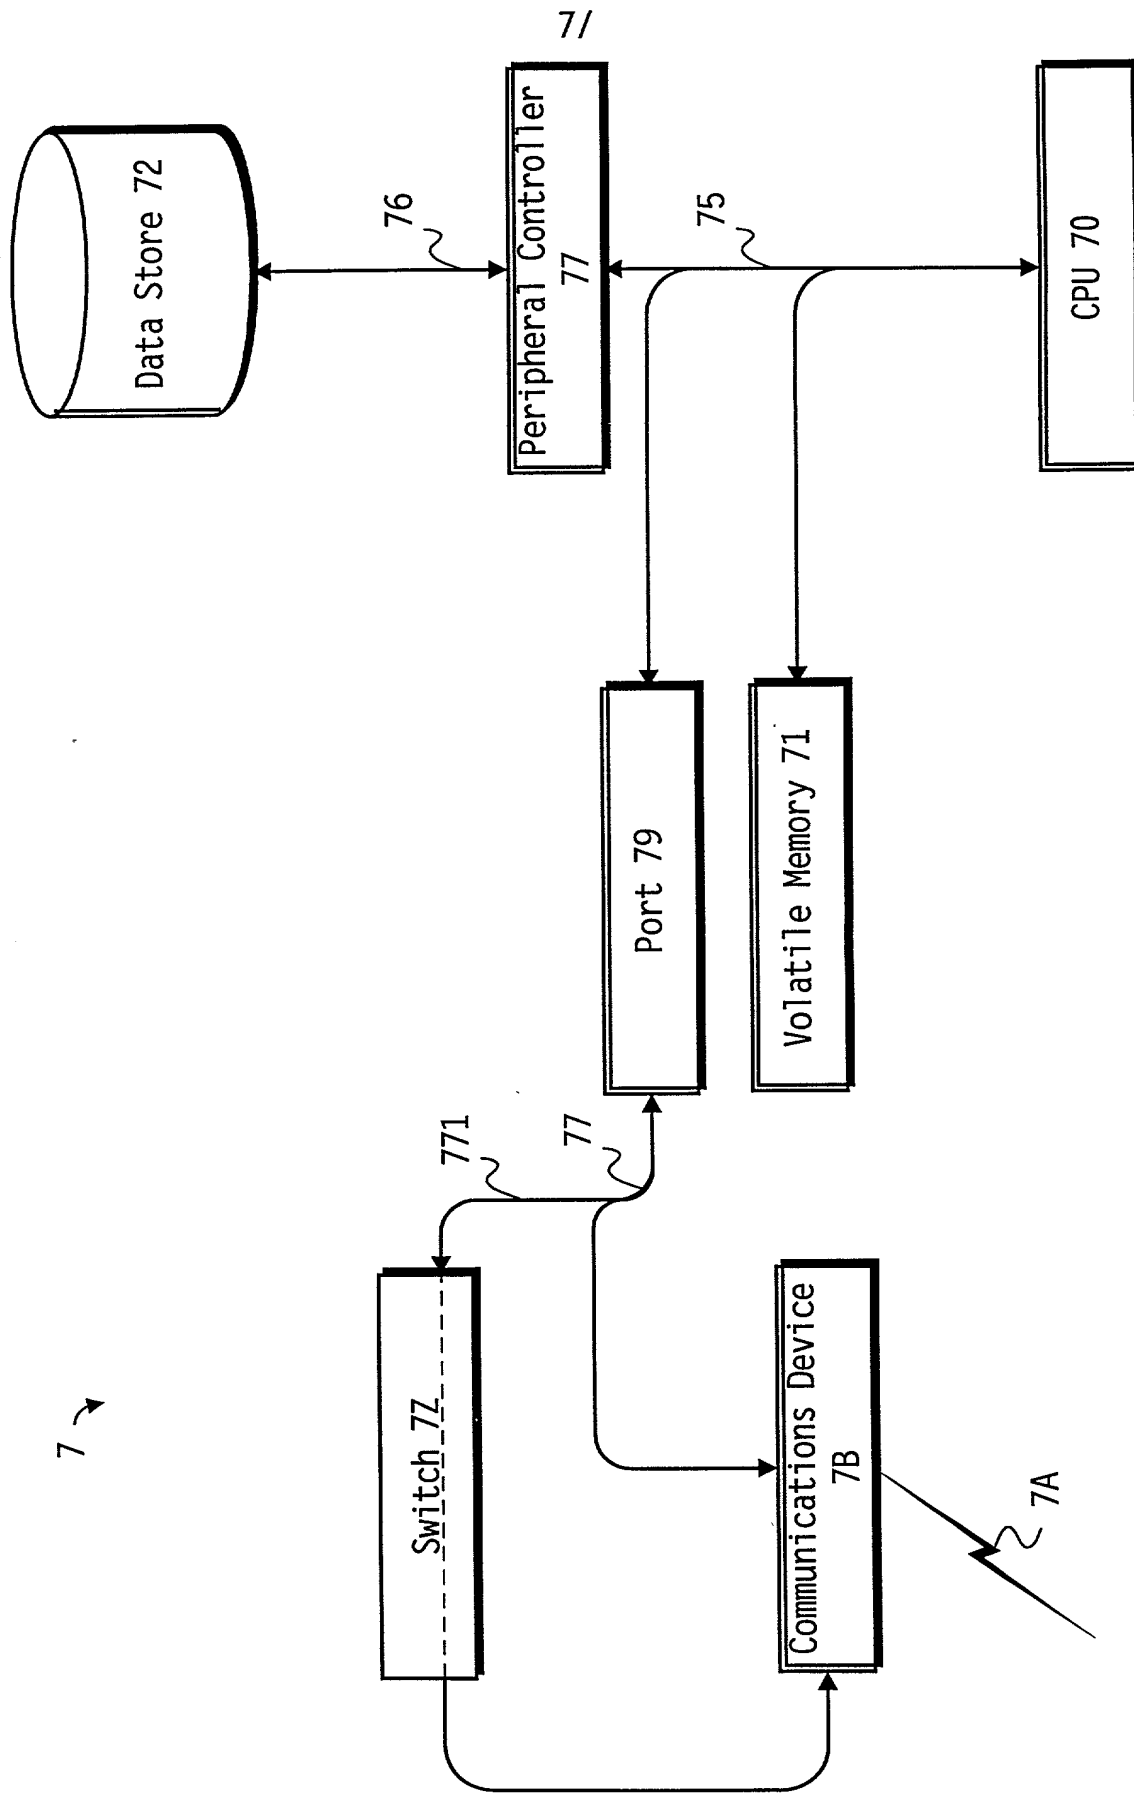 7/
Data Store 72
76
Peripheral Controller
77
75
CPU 70
Port 79
Volatile Memory 71
771
77
7
Switch 7Z
Communications Device
7B
7A